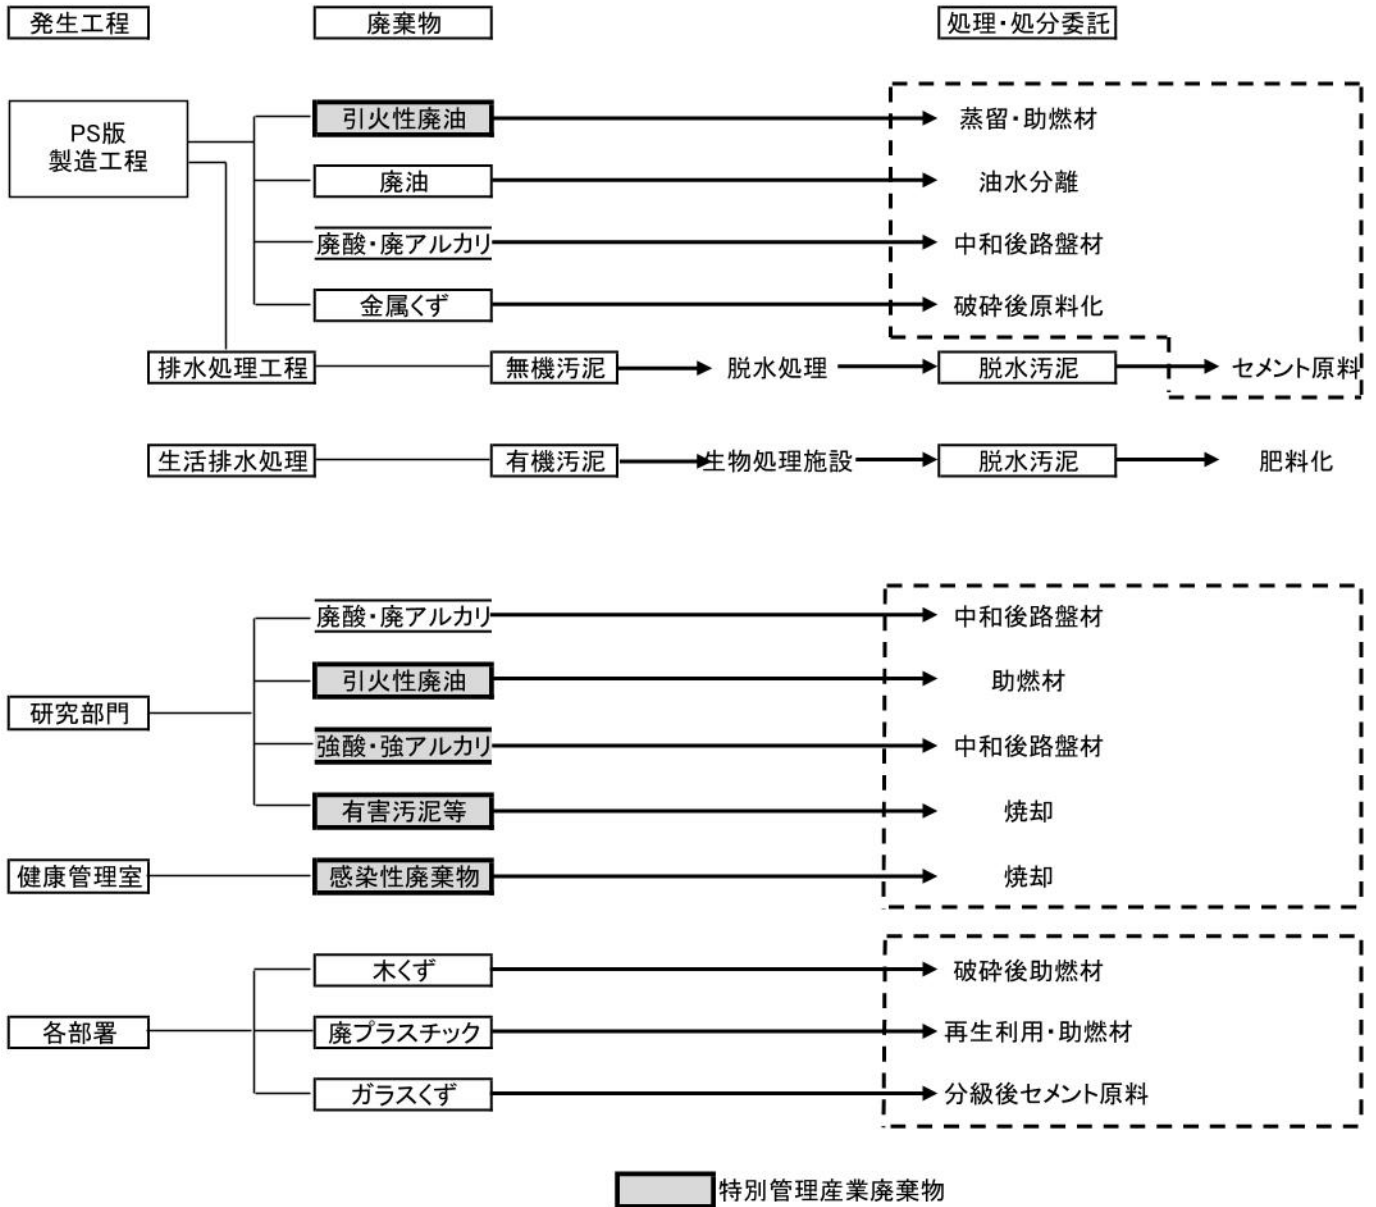 発生工程
廃棄物
処理・処分委託
PS版
製造工程
引火性廃油
蒸留・助燃材
廃油
油水分離
廃酸・廃アルカリ
中和後路盤材
金属くず
破砕後原料化
排水処理工程
無機汚泥
脱水処理
脱水汚泥
セメント原料
生活排水処理
有機汚泥
生物処理施設
脱水汚泥
肥料化
研究部門
廃酸・廃アルカリ
中和後路盤材
引火性廃油
助燃材
強酸・強アルカリ
中和後路盤材
有害汚泥等
焼却
健康管理室
感染性廃棄物
焼却
各部署
木くず
破砕後助燃材
廃プラスチック
再生利用・助燃材
ガラスくず
分級後セメント原料
特別管理産業廃棄物